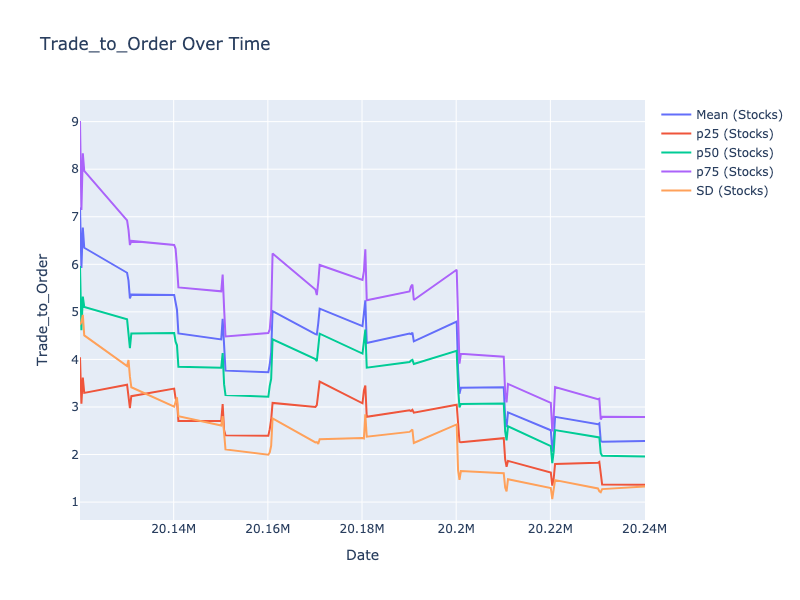 Trade_to_Order Over Time
Mean (Stocks)
p25 (Stocks)
p50 (Stocks)
p75 (Stocks)
SD (Stocks)
Trade_to_Order
9
8
7
6
5
4
3
2
1
20.14M
20.16M
20.18M
20.2M
20.22M
20.24M
Date